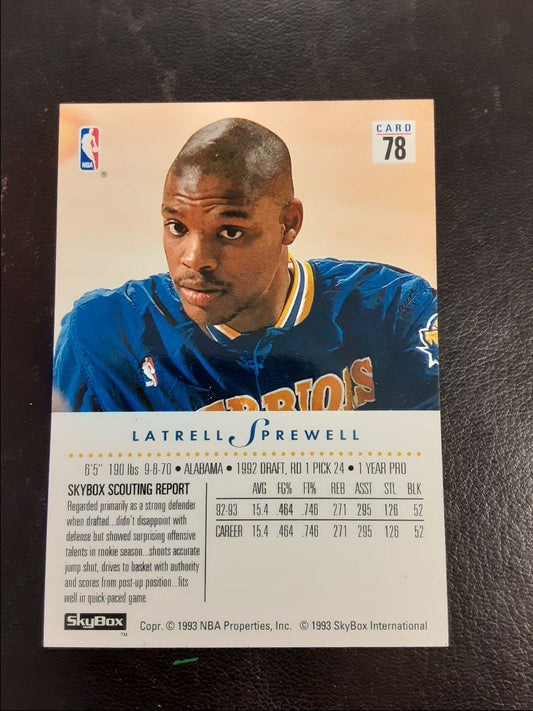 CARD
78
NBA
®
WARRIORS
LATRELL SPREWELL
6'5" 190 lbs 9-8-70 • ALABAMA • 1992 DRAFT, RD 1 PICK 24 • 1 YEAR PRO
SKYBOX SCOUTING REPORT
Regarded primarily as a strong defender
when drafted...didn't disappoint with
defense but showed surprising offensive
talents in rookie season...shoots accurate
jump shot, drives to basket with authority
and scores from post-up position...fits
well in quick-paced game.
AVG FG% F1% REB ASST STL BLK
92-93 15.4 .464 .746 271 295 126 52
CAREER 15.4 .464 .746 271 295 126 52
SkyBox
TM
Copr. © 1993 NBA Properties, Inc. © 1993 SkyBox International